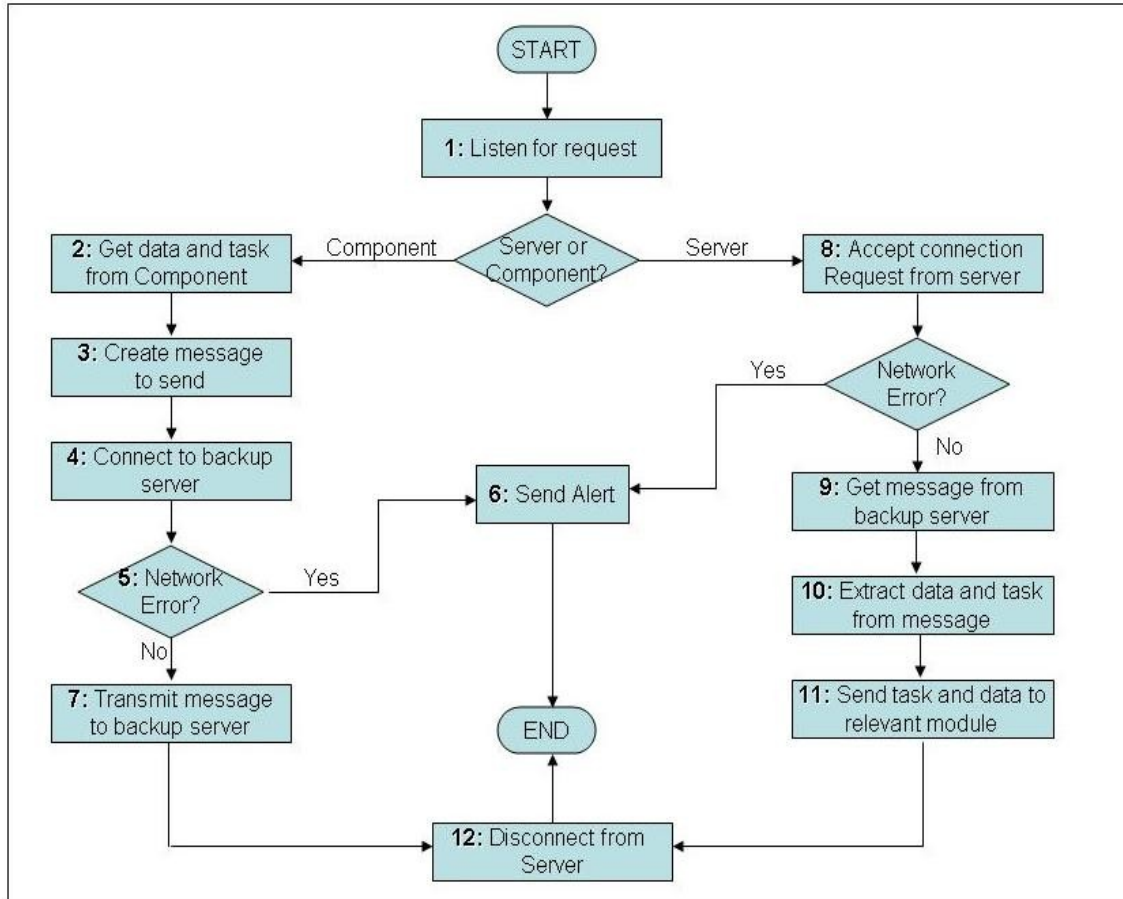 START
1: Listen for request
Server or
Component?
Component
Server
2: Get data and task
from Component
8: Accept connection
Request from server
3: Create message
to send
Network
Error?
Yes
No
4: Connect to backup
server
6: Send Alert
9: Get message from
backup server
5: Network
Error?
Yes
No
10: Extract data and task
from message
7: Transmit message
to backup server
11: Send task and data to
relevant module
END
12: Disconnect from
Server